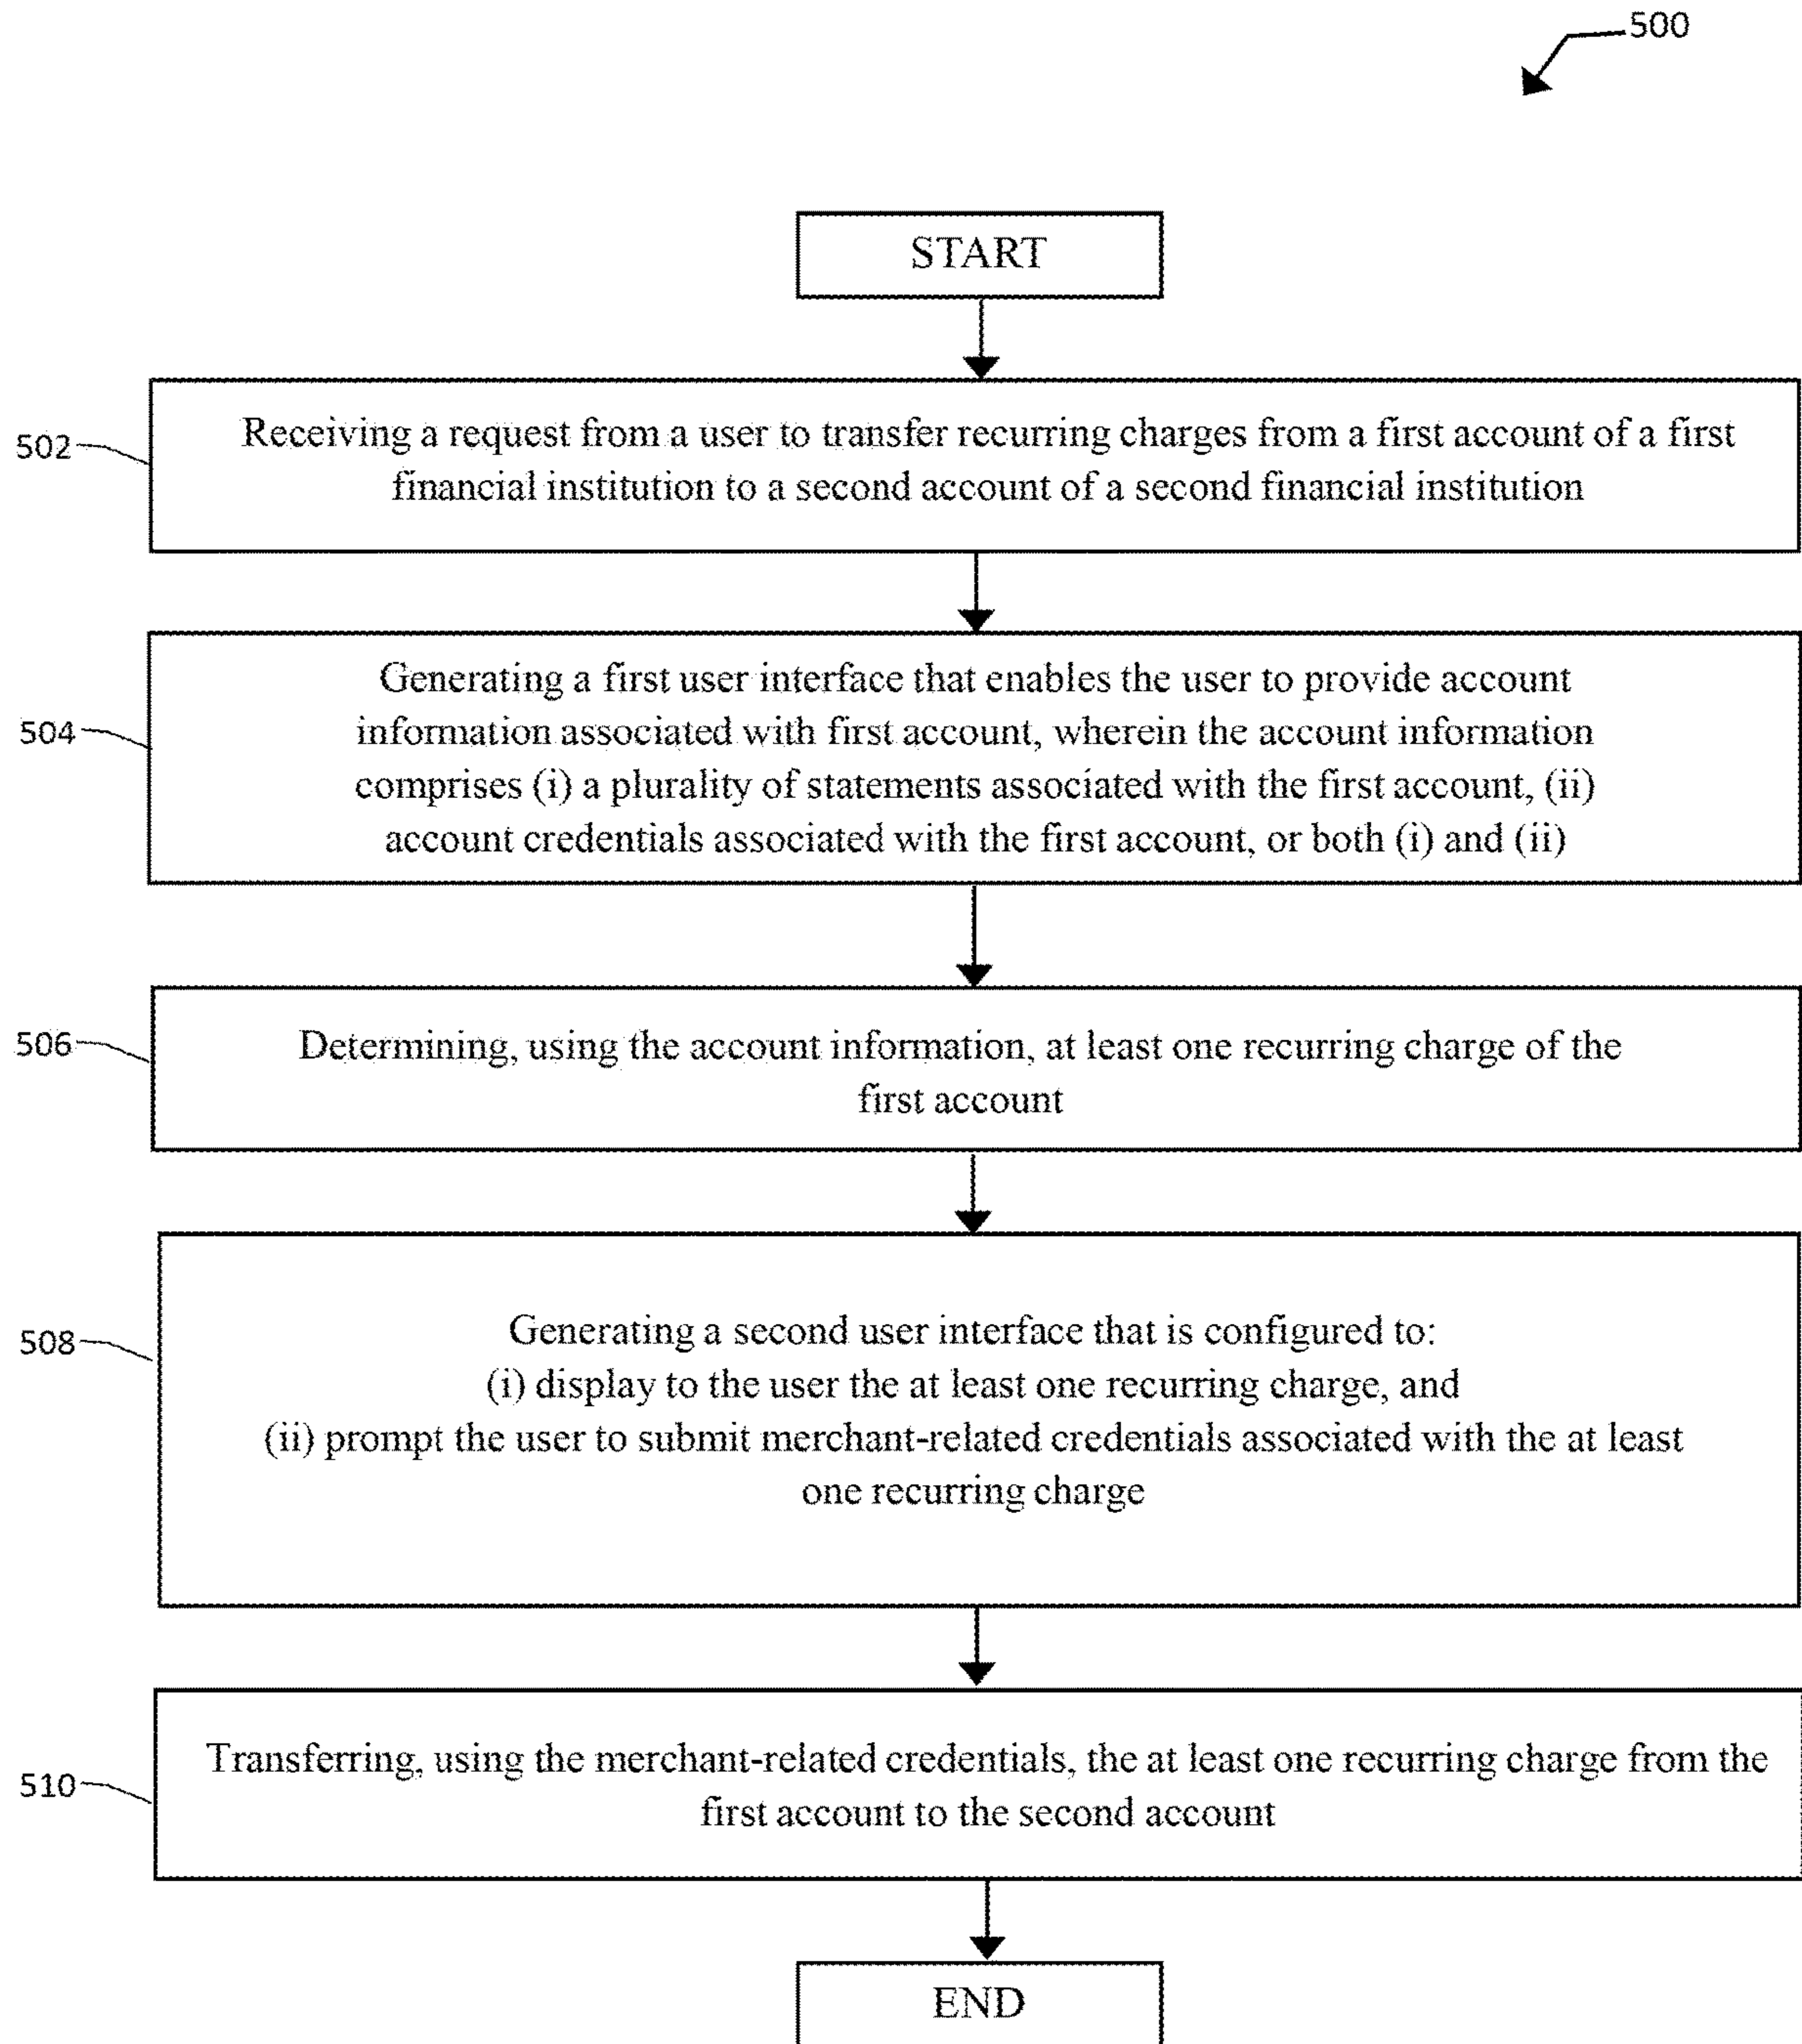 500
START
502
Receiving a request from a user to transfer recurring charges from a first account of a first
financial institution to a second account of a second financial institution
504
Generating a first user interface that enables the user to provide account
information associated with first account, wherein the account information
comprises (i) a plurality of statements associated with the first account, (ii)
account credentials associated with the first account, or both (i) and (ii)
506
Determining, using the account information, at least one recurring charge of the
first account
508
Generating a second user interface that is configured to:
(i) display to the user the at least one recurring charge, and
(ii) prompt the user to submit merchant-related credentials associated with the at least
one recurring charge
510
Transferring, using the merchant-related credentials, the at least one recurring charge from the
first account to the second account
END